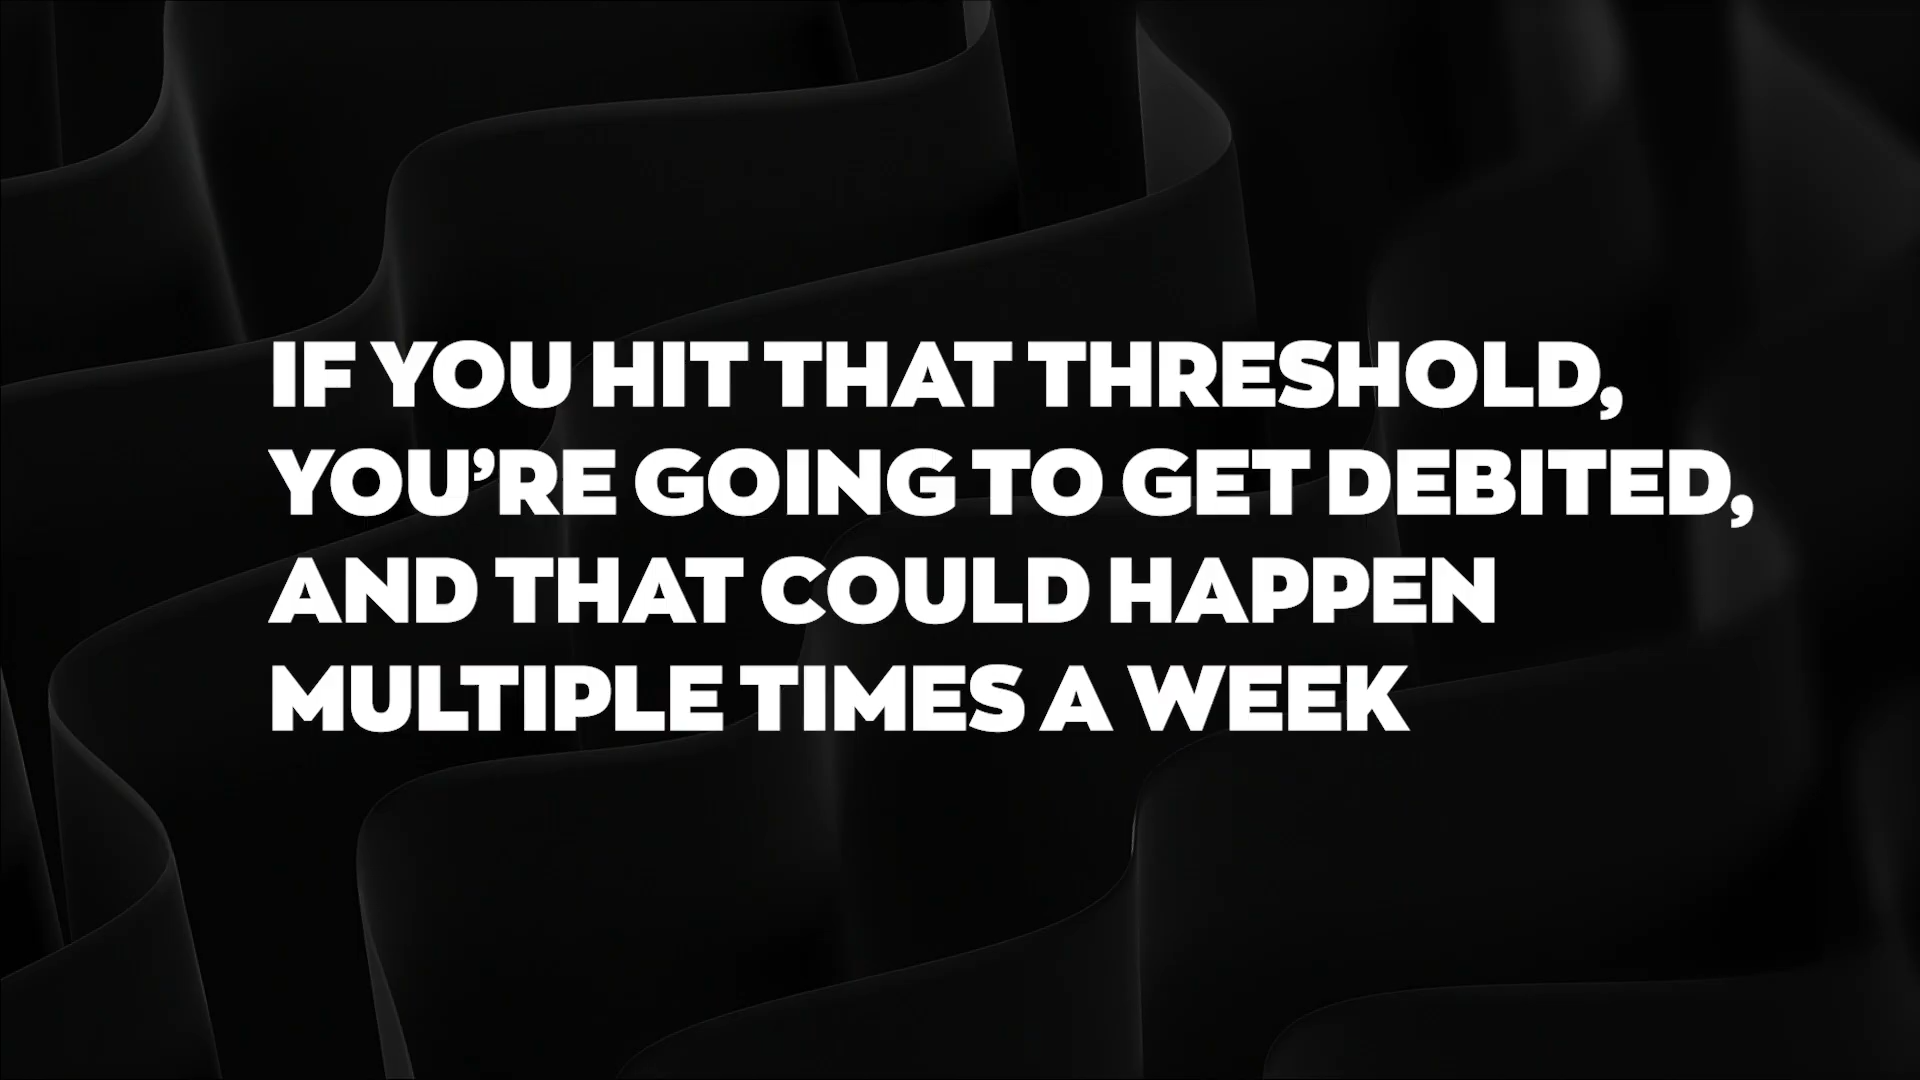 IF YOU HIT THAT THRESHOLD,
YOU’RE GOING TO GET DEBITED,
AND THAT COULD HAPPEN
MULTIPLE TIMES A WEEK